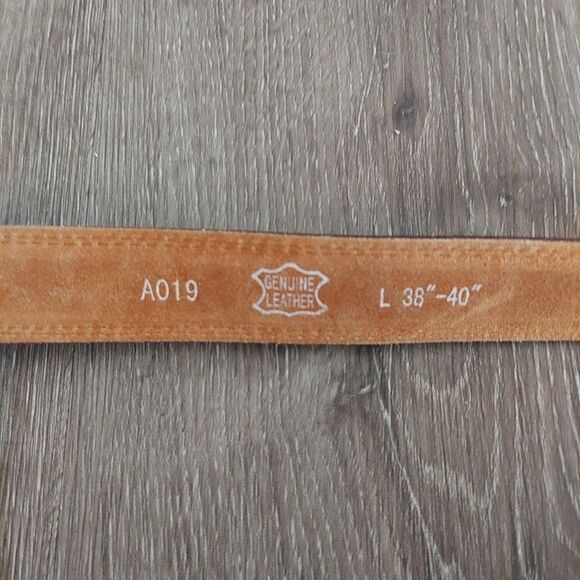 A019
GENUINE
LEATHER
L 38"-40"